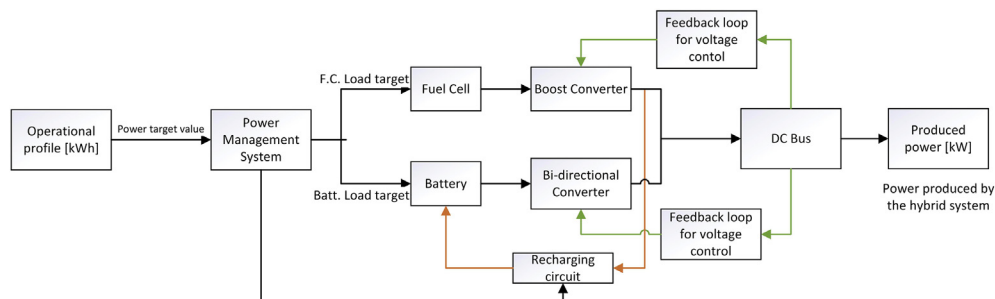 Feedback loop
for voltage
contol
F.C. Load target
Fuel Cell
Boost Converter
Operational
profile [kWh]
Power target value
Power
Management
System
DC Bus
Produced
power [kW]
Batt. Load target
Battery
Bi-directional
Converter
Power produced by
the hybrid system
Feedback loop
for voltage
control
Recharging
circuit